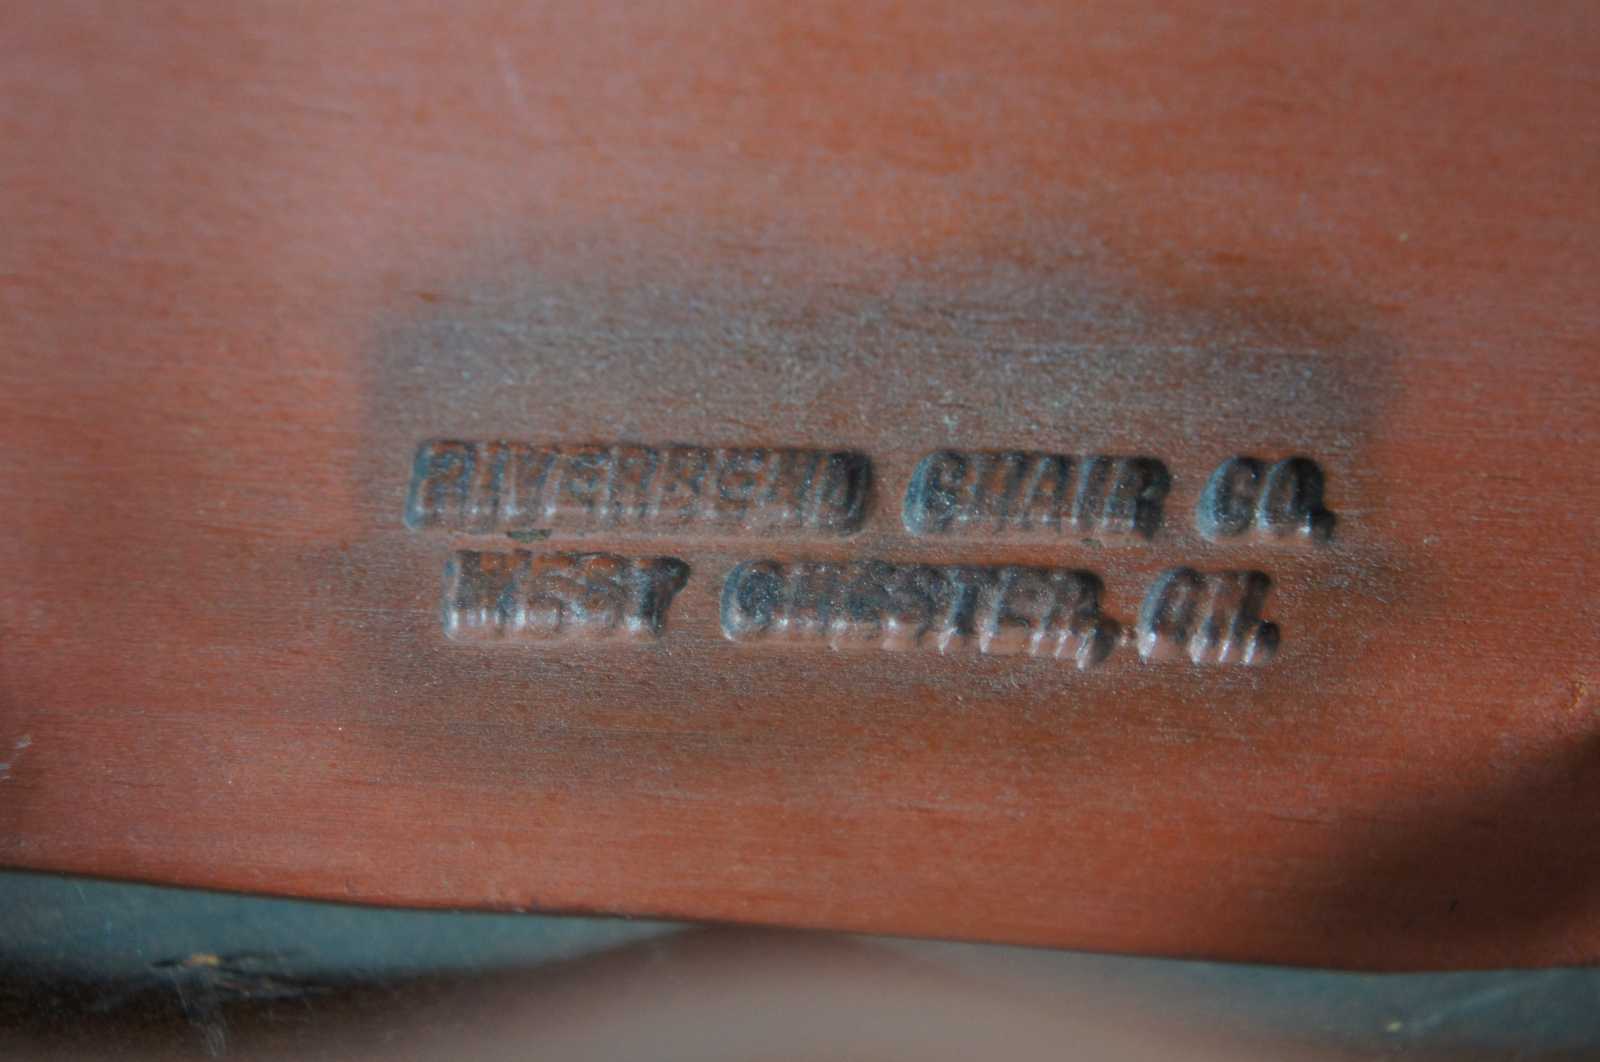 RIVERBEND CHAIR CO.
WEST CHESTER, OH.